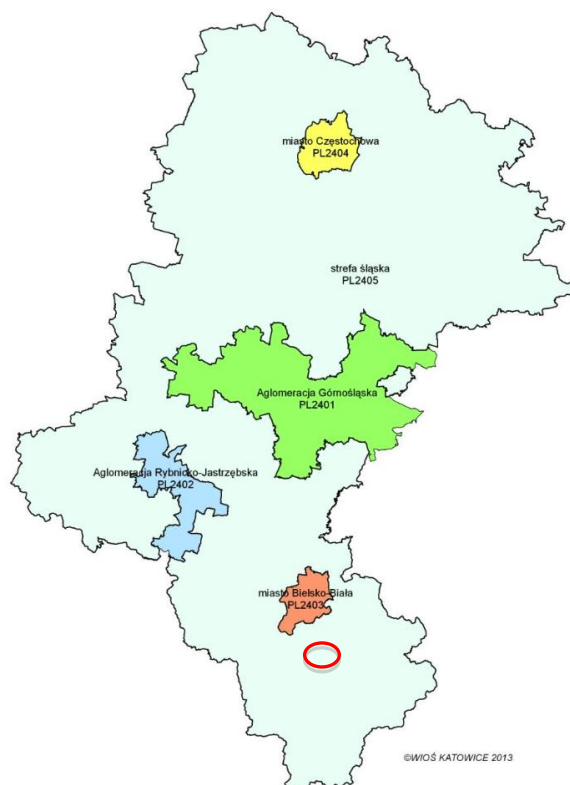 miasto Częstochowa
PL2404
strefa śląska
PL2405
Aglomeracja Górnośląska
PL2401
Aglomeracja Rybnicko-Jastrzębska
PL2402
miasto Bielsko-Biała
PL2403
©WIOŚ KATOWICE 2013